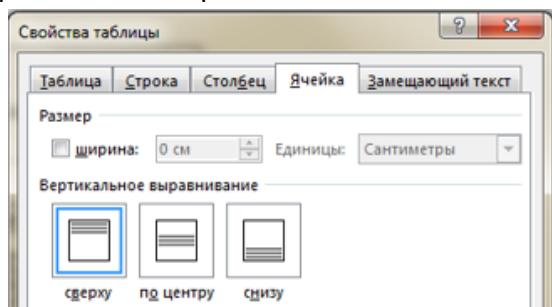 Свойства таблицы
Таблица Строка Столбец Ячейка Замещающий текст
Размер
ширина: 0 см Единицы: Сантиметры
Вертикальное выравнивание
сверху по центру снизу